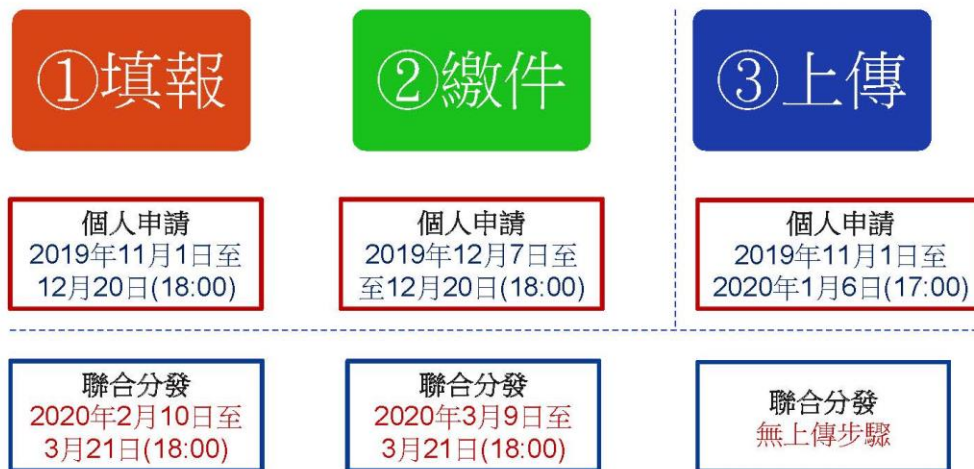 ①填報
②繳件
③上傳
個人申請
2019年11月1日至
12月20日(18:00)
個人申請
2019年12月7日至
至12月20日(18:00)
個人申請
2019年11月1日至
2020年1月6日(17:00)
聯合分發
2020年2月10日至
3月21日(18:00)
聯合分發
2020年3月9日至
3月21日(18:00)
聯合分發
無上傳步驟